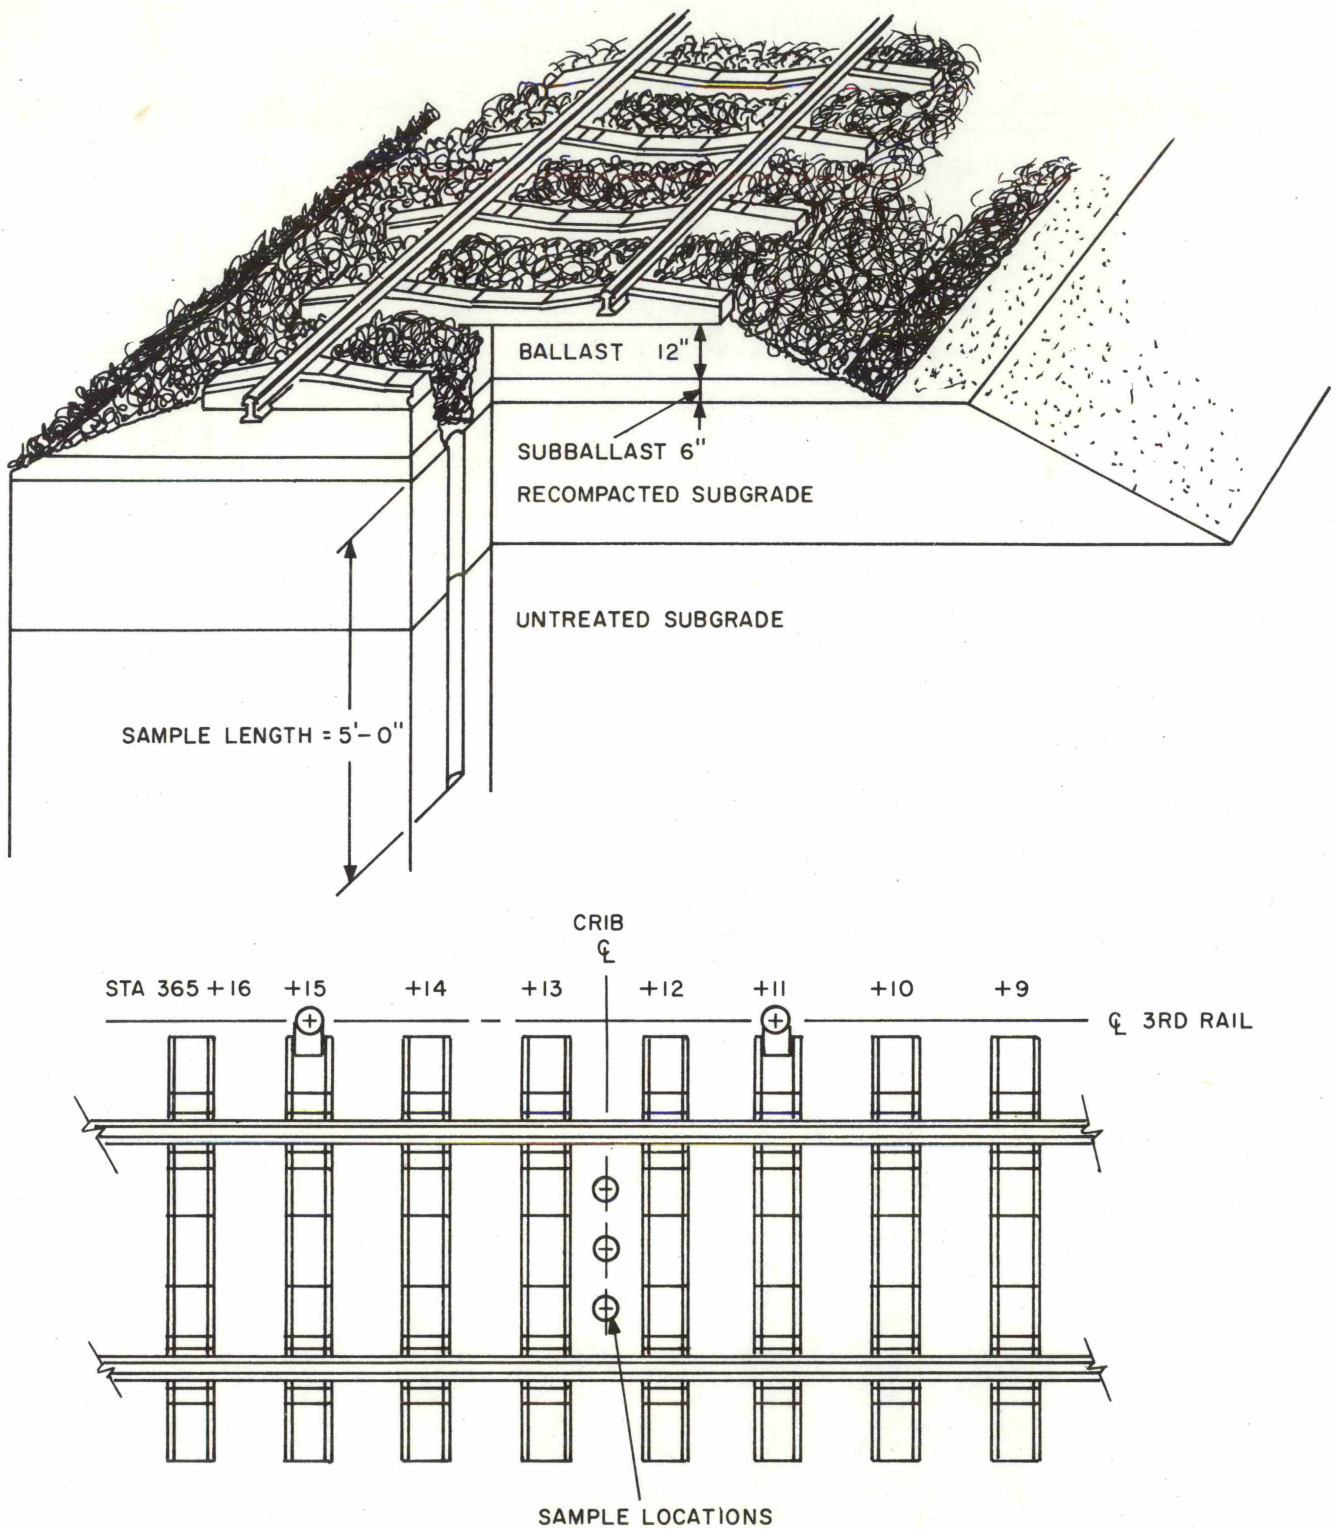 BALLAST 12"
SUBBALLAST 6"
RECOMPACTED SUBGRADE
UNTREATED SUBGRADE
SAMPLE LENGTH = 5'-0"
CRIB
℄
STA 365 +16 +15 +14 +13 +12 +11 +10 +9
℄ 3RD RAIL
SAMPLE LOCATIONS